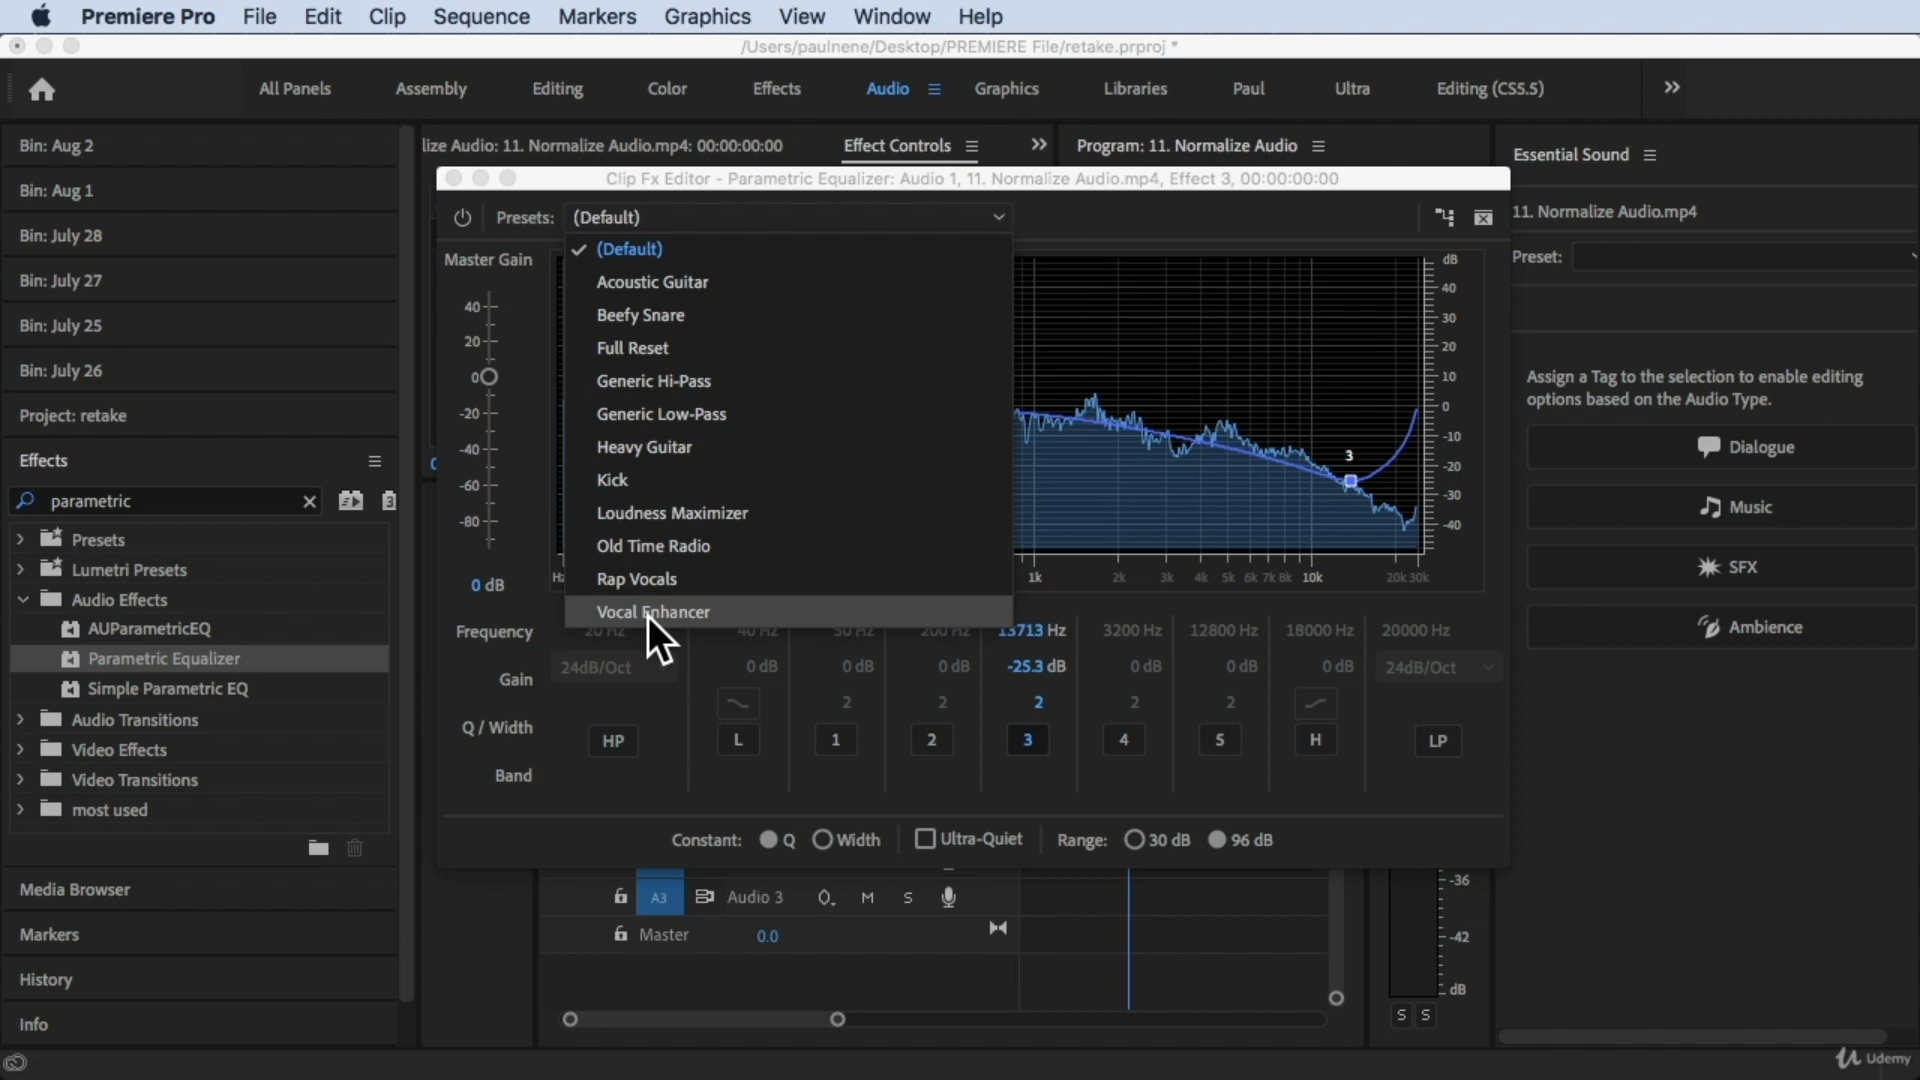 Premiere Pro File Edit Clip Sequence Markers Graphics View Window Help
/Users/paulnene/Desktop/PREMIERE File/retake.prproj *
All Panels Assembly Editing Color Effects Audio Graphics Libraries Paul Ultra Editing (CS5.5)
Bin: Aug 2
Bin: Aug 1
Bin: July 28
Bin: July 27
Bin: July 25
Bin: July 26
Project: retake
Effects
parametric
Presets
Lumetri Presets
Audio Effects
AUParametricEQ
Parametric Equalizer
Simple Parametric EQ
Audio Transitions
Video Effects
Video Transitions
most used
Media Browser
Markers
History
Info
lize Audio: 11. Normalize Audio.mp4: 00:00:00:00
Effect Controls
Program: 11. Normalize Audio
Clip Fx Editor - Parametric Equalizer: Audio 1, 11. Normalize Audio.mp4, Effect 3, 00:00:00:00
Presets: (Default)
(Default)
Acoustic Guitar
Beefy Snare
Full Reset
Generic Hi-Pass
Generic Low-Pass
Heavy Guitar
Kick
Loudness Maximizer
Old Time Radio
Rap Vocals
Vocal Enhancer
Master Gain
40
20
0
-20
-40
-60
-80
0 dB
dB
40
30
20
10
0
-10
-20
-30
-40
3
1k 2k 3k 4k 5k 6k 7k 8k 10k 20k 30k
Frequency 20 Hz 40 Hz 50 Hz 200 Hz 13713 Hz 3200 Hz 12800 Hz 18000 Hz 20000 Hz
Gain 24dB/Oct 0 dB 0 dB 0 dB -25.3 dB 0 dB 0 dB 0 dB 24dB/Oct
Q / Width 2 2 2 2 2
Band HP L 1 2 3 4 5 H LP
Constant: Q Width Ultra-Quiet Range: 30 dB 96 dB
A3 Audio 3 M S
Master 0.0
-36
-42
dB
S S
Essential Sound
11. Normalize Audio.mp4
Preset:
Assign a Tag to the selection to enable editing
options based on the Audio Type.
Dialogue
Music
SFX
Ambience
Udemy